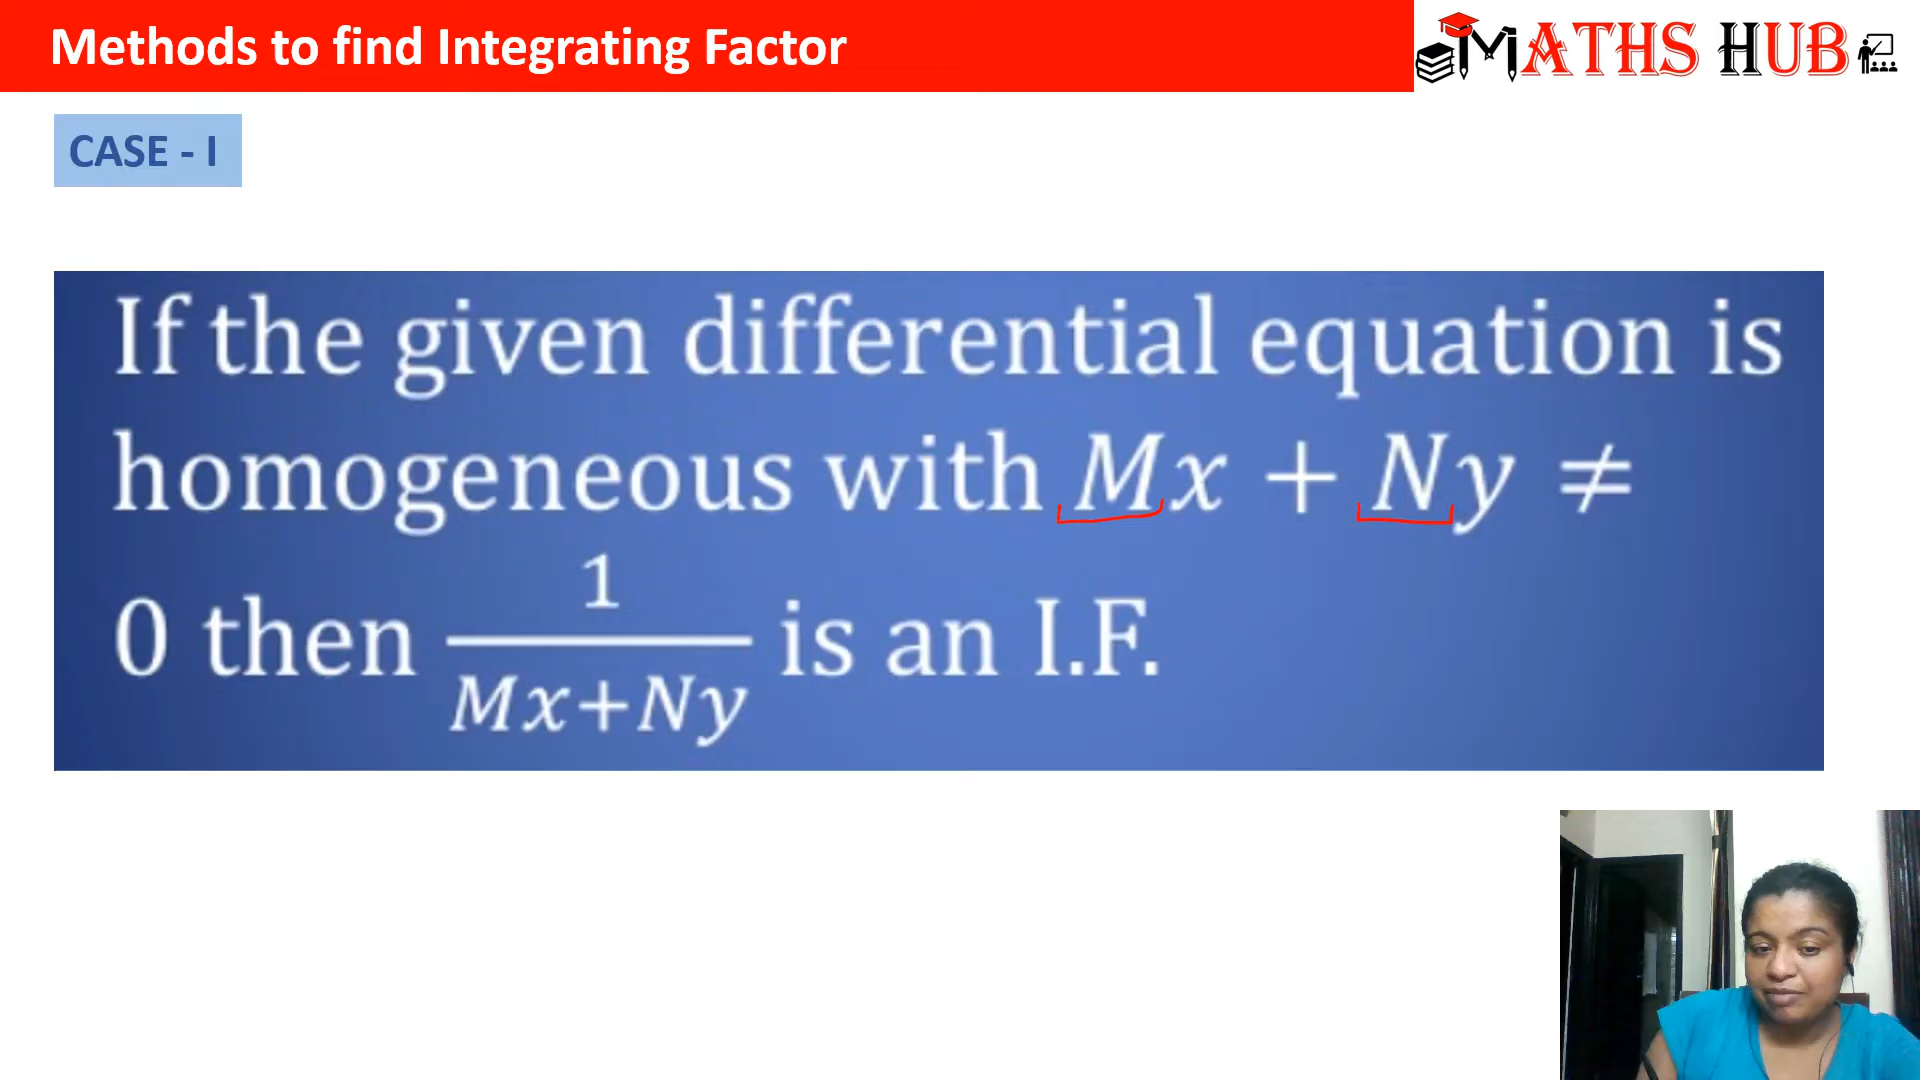 Methods to find Integrating Factor
MATHS HUB
CASE - I
If the given differential equation is
homogeneous with Mx + Ny ≠
0 then 1/(Mx+Ny) is an I.F.